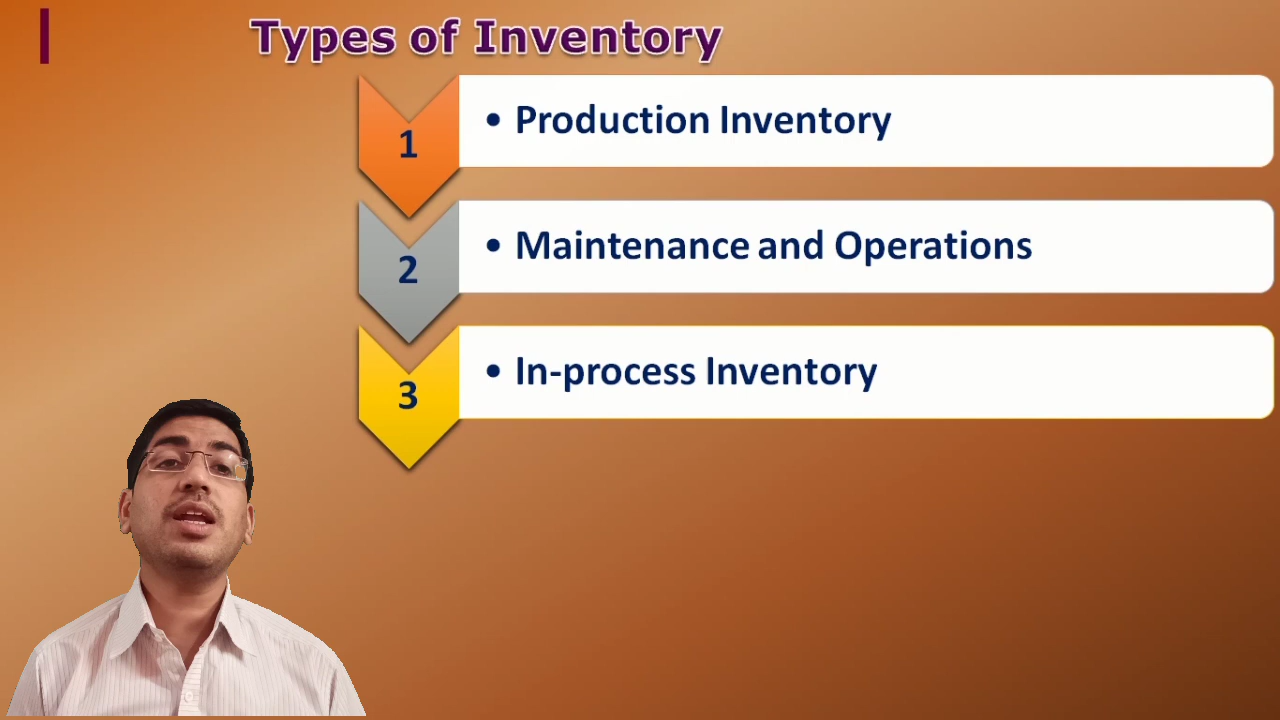 Types of Inventory
1 • Production Inventory
2 • Maintenance and Operations
3 • In-process Inventory